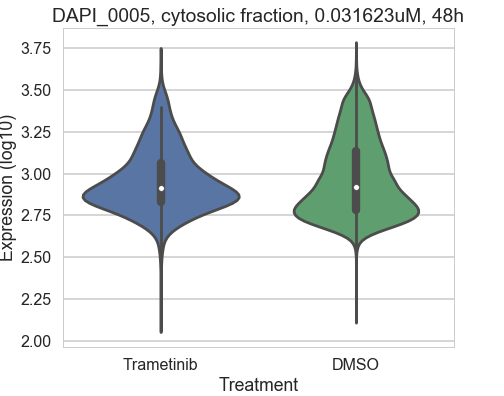 DAPI_0005, cytosolic fraction, 0.031623uM, 48h
Expression (log10)
3.75
3.50
3.25
3.00
2.75
2.50
2.25
2.00
Trametinib
DMSO
Treatment